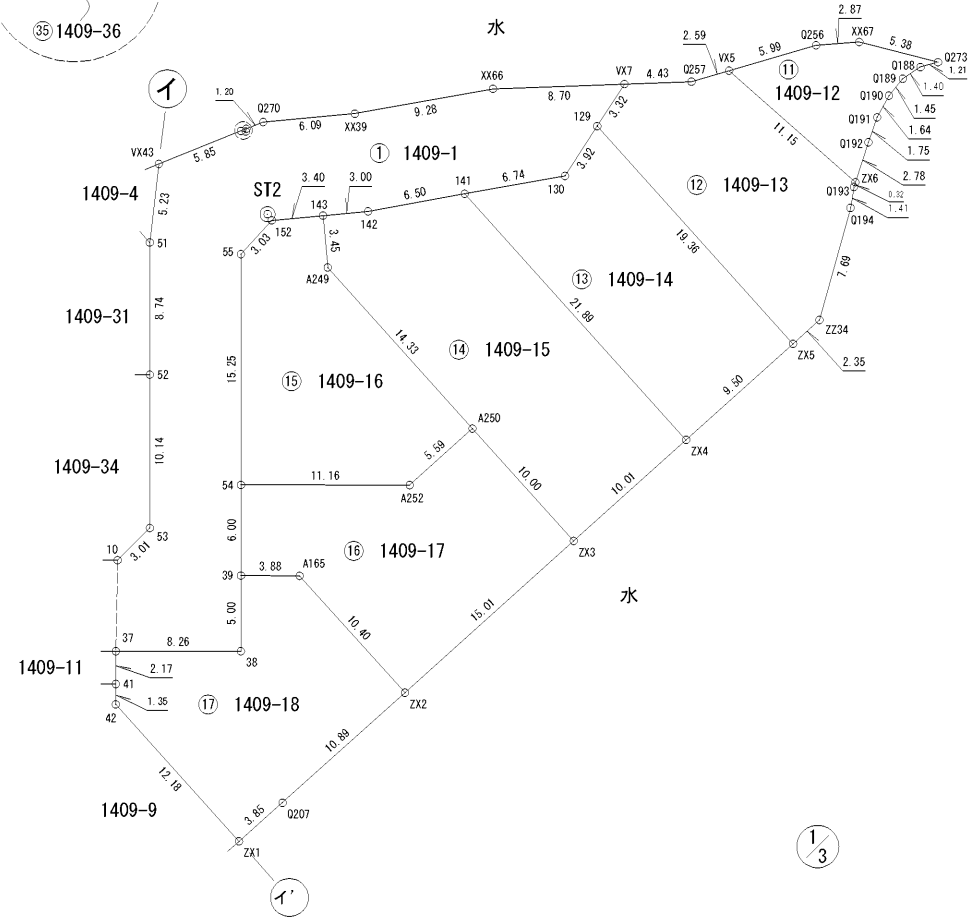 ㉟ 1409-36
水
2.87
Q256
XX67
5.38
2.59
5.99
Q273
VX5
⑪
Q188
1.21
イ
Q257
1409-12
Q189
1.40
XX66
VX7
4.43
Q190
1.45
1.20
Q270
9.28
8.70
3.32
Q191
1.64
6.09
XX39
129
11.15
Q192
1.75
VX43
5.85
① 1409-1
3.92
2.78
1409-4
ST2
3.40
3.00
6.74
130
⑫ 1409-13
ZX6
Q193
0.32
5.23
143
6.50
141
1.41
152
142
Q194
51
55
3.03
3.45
19.36
A249
⑬ 1409-14
7.69
1409-31
8.74
21.89
ZZ34
14.33
⑭ 1409-15
ZX5
2.35
52
15.25
⑮ 1409-16
9.50
A250
10.14
5.59
ZX4
1409-34
11.16
10.00
10.01
54
A252
53
6.00
10
3.01
⑯ 1409-17
ZX3
39
3.88
A165
水
5.00
15.01
10.40
37
8.26
38
1409-11
2.17
41
1.35
⑰ 1409-18
ZX2
42
10.89
12.18
1409-9
3.85
Q207
ZX1
1/3
イ'